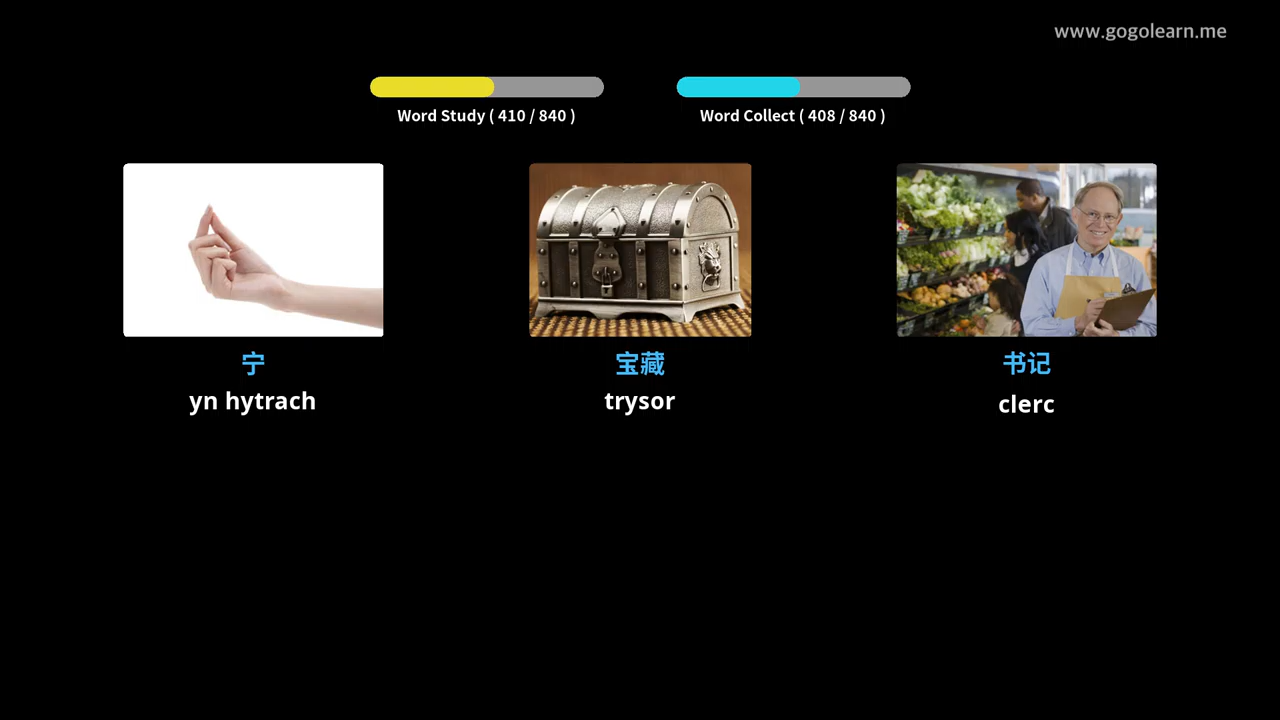 www.gogolearn.me
Word Study ( 410 / 840 )
Word Collect ( 408 / 840 )
宁
宝藏
书记
yn hytrach
trysor
clerc